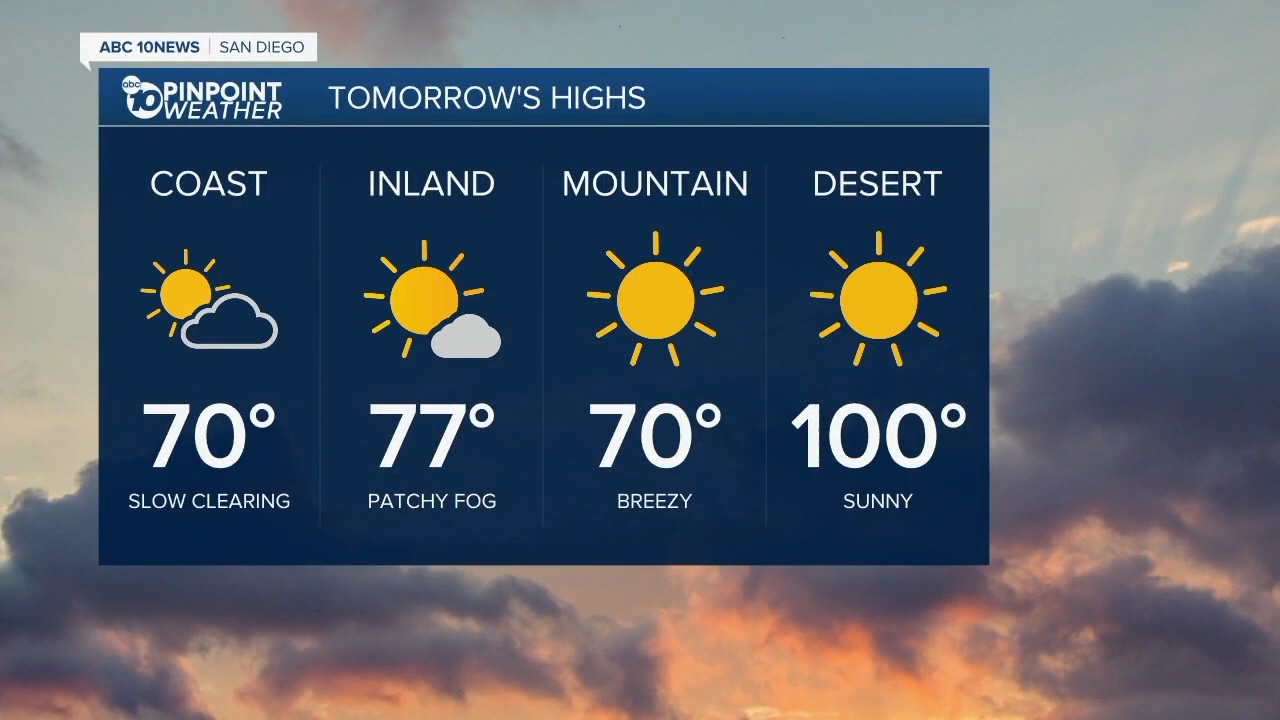 ABC 10NEWS | SAN DIEGO
abc 10 PINPOINT WEATHER
TOMORROW'S HIGHS
COAST
70°
SLOW CLEARING
INLAND
77°
PATCHY FOG
MOUNTAIN
70°
BREEZY
DESERT
100°
SUNNY